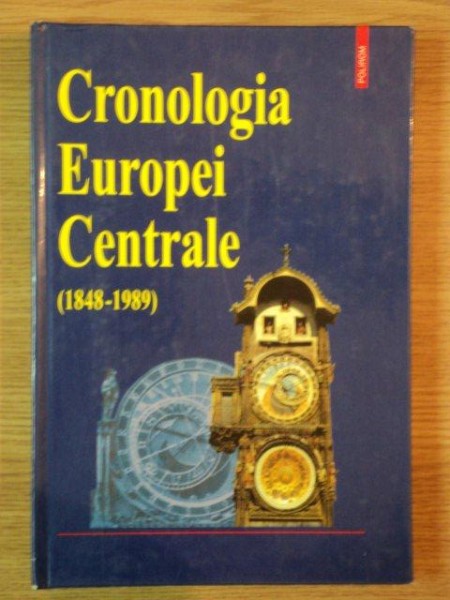 POLIROM
Cronologia
Europei
Centrale
(1848-1989)